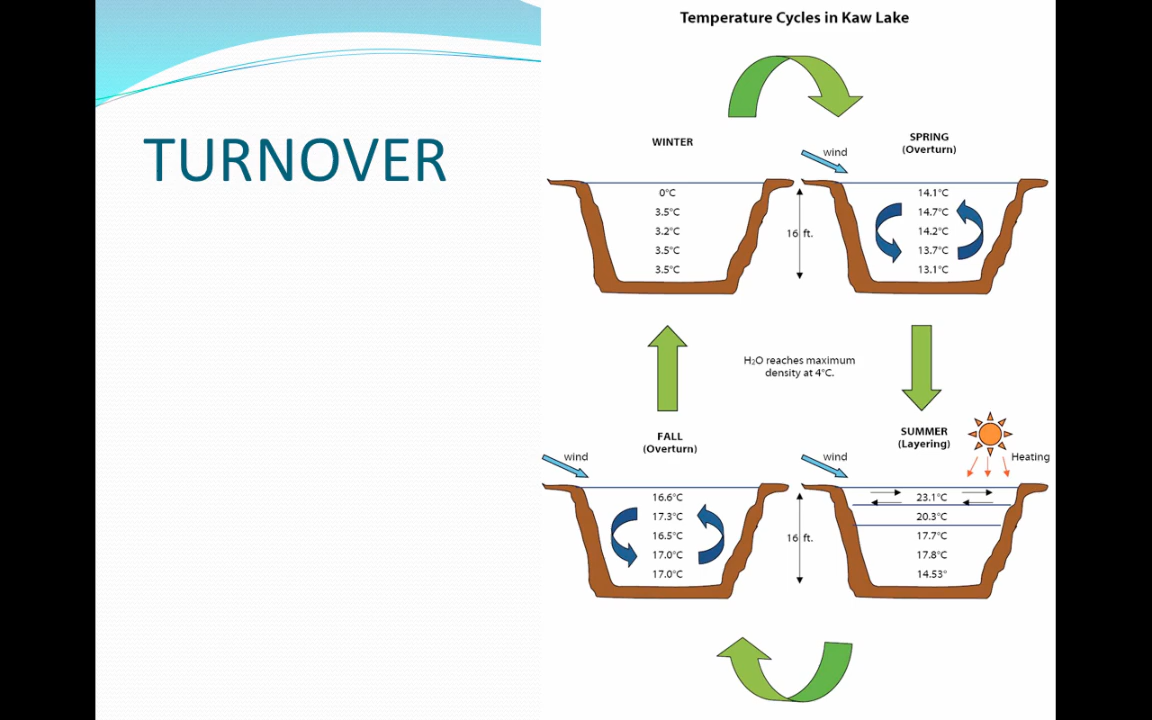 TURNOVER
Temperature Cycles in Kaw Lake
WINTER
0°C
3.5°C
3.2°C
3.5°C
3.5°C
16 ft.
SPRING
(Overturn)
wind
14.1°C
14.7°C
14.2°C
13.7°C
13.1°C
H₂O reaches maximum
density at 4°C.
FALL
(Overturn)
wind
16.6°C
17.3°C
16.5°C
17.0°C
17.0°C
16 ft.
SUMMER
(Layering)
wind
Heating
23.1°C
20.3°C
17.7°C
17.8°C
14.53°